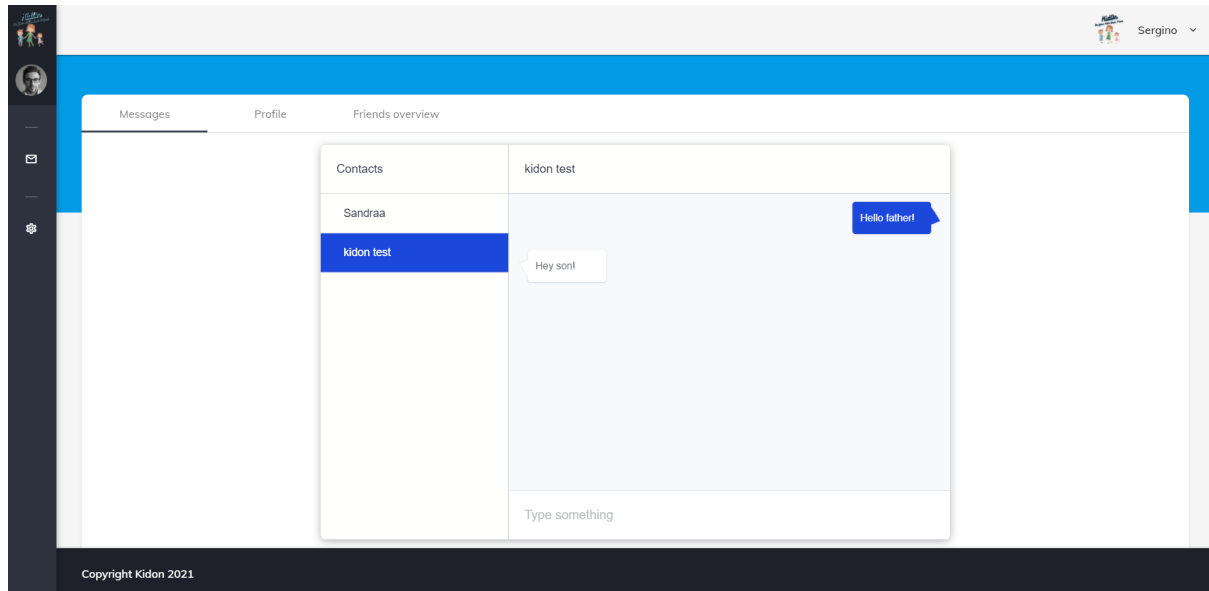 Kidon
Sergino
Messages
Profile
Friends overview
Contacts
Sandraa
kidon test
kidon test
Hello father!
Hey son!
Type something
Copyright Kidon 2021